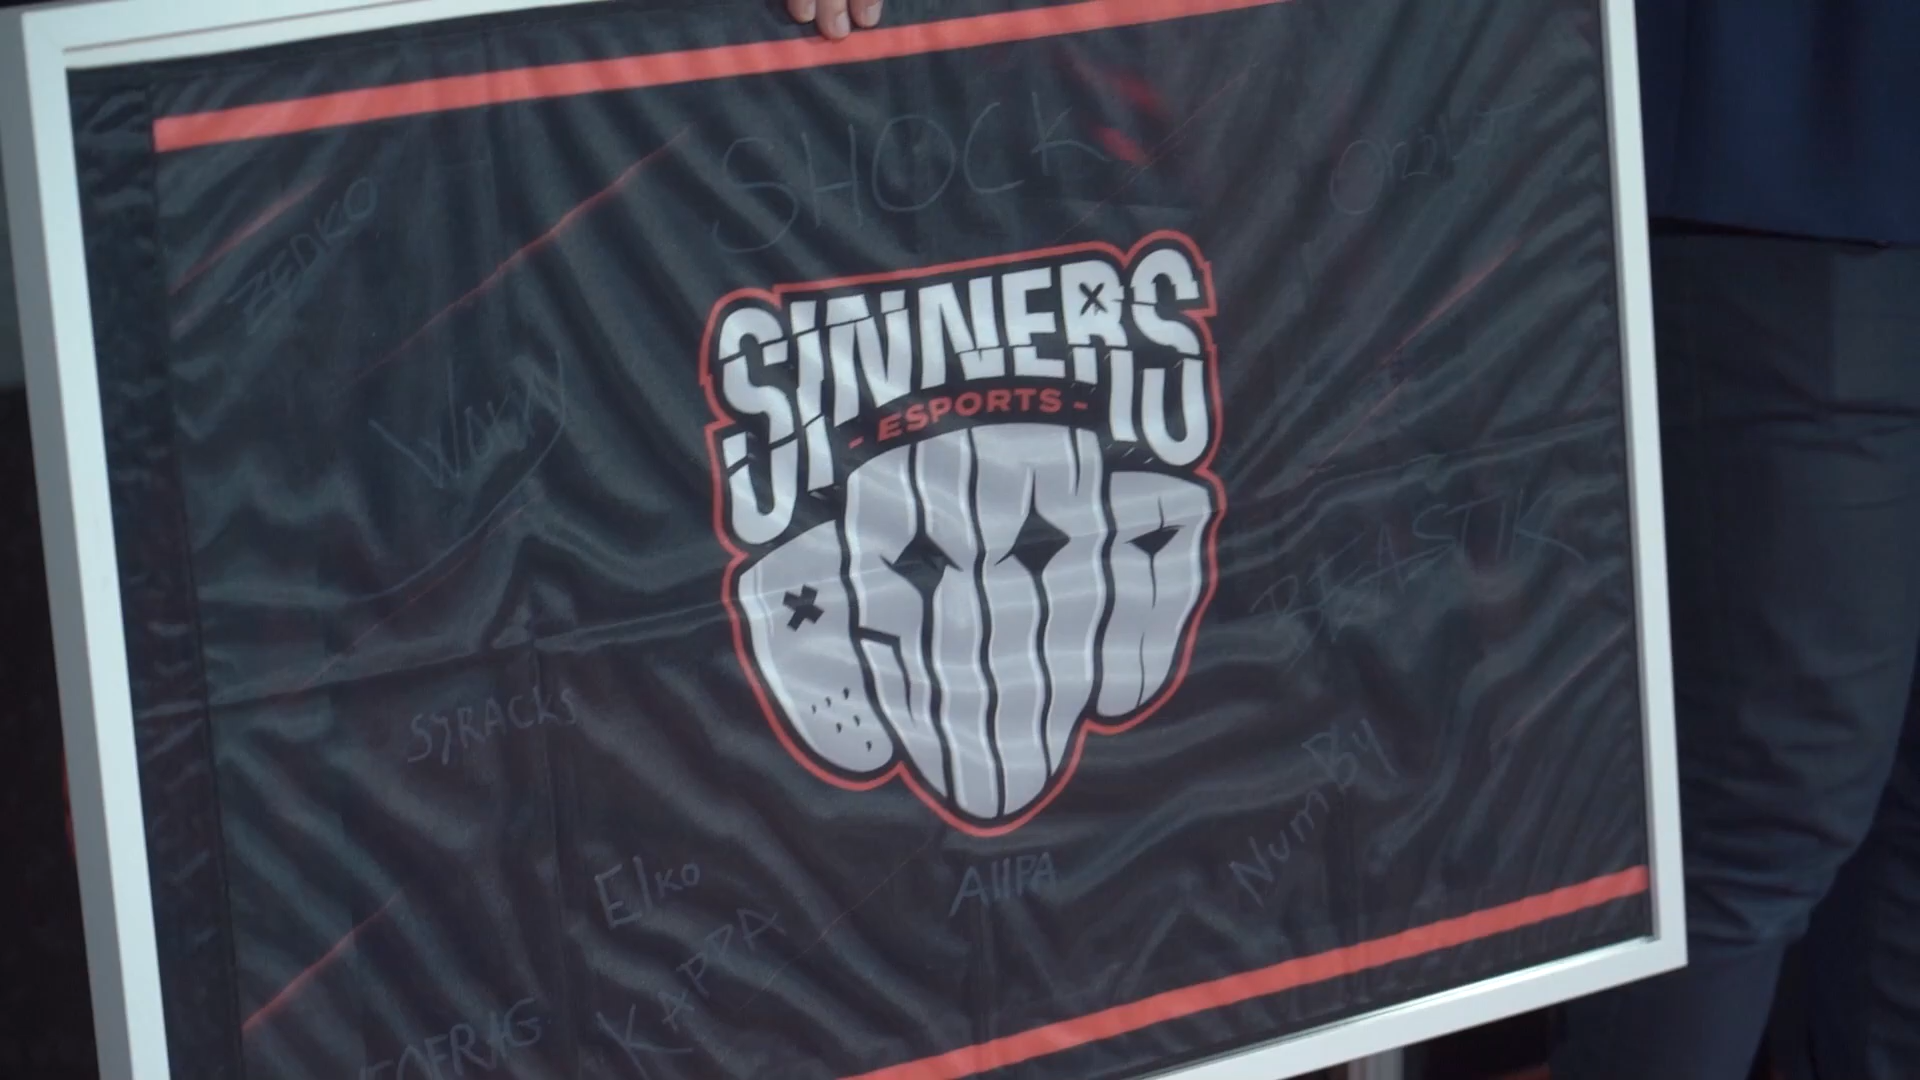 SHOCK
ZEDKO
SINNERS
- ESPORTS -
BEASTIK
SYRACKS
NumBy
Elko
AllPA
KAPPA